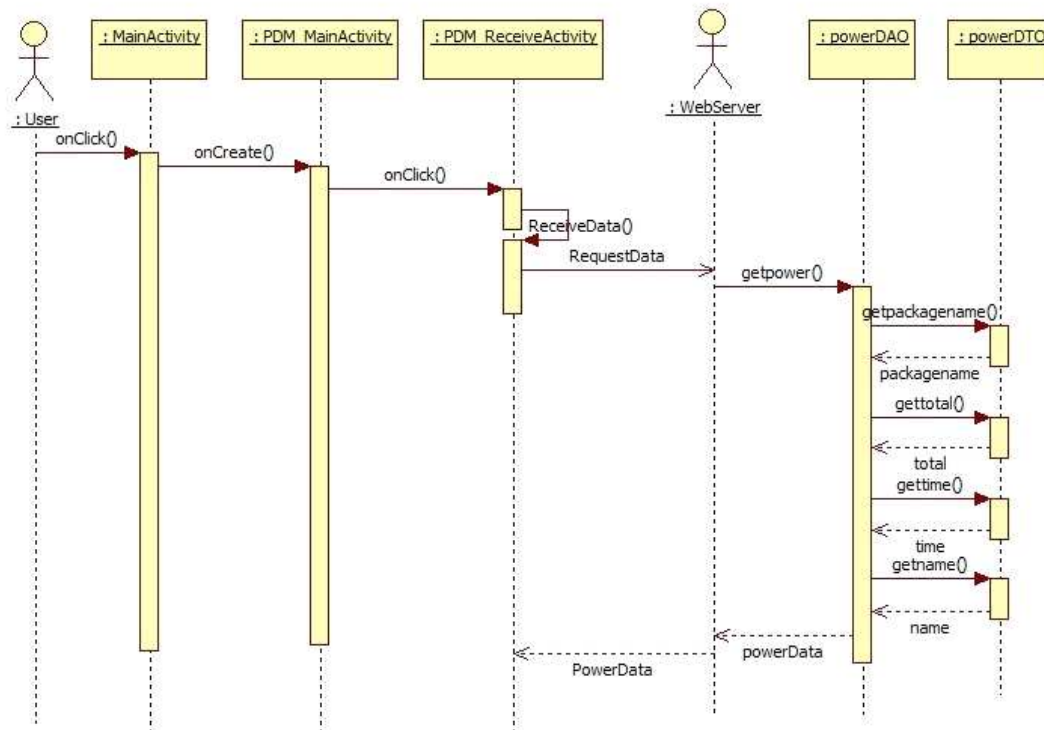 : MainActivity
: PDM_MainActivity
: PDM_ReceiveActivity
: powerDAO
: powerDTO
: User
: WebServer
onClick()
onCreate()
onClick()
ReceiveData()
RequestData
getpower()
getpackagename()
packagename
gettotal()
total
gettime()
time
getname()
name
powerData
PowerData